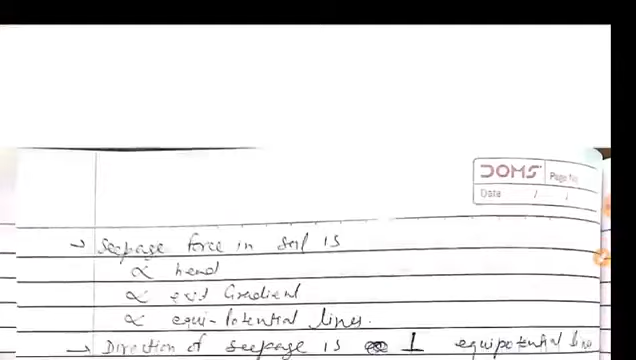 DOMS Page No.
Date / /
→ Seepage force in soil is
∝ head
∝ exit Gradient
∝ equi-Potential lines.
→ Direction of seepage is ⊥ equipotential line